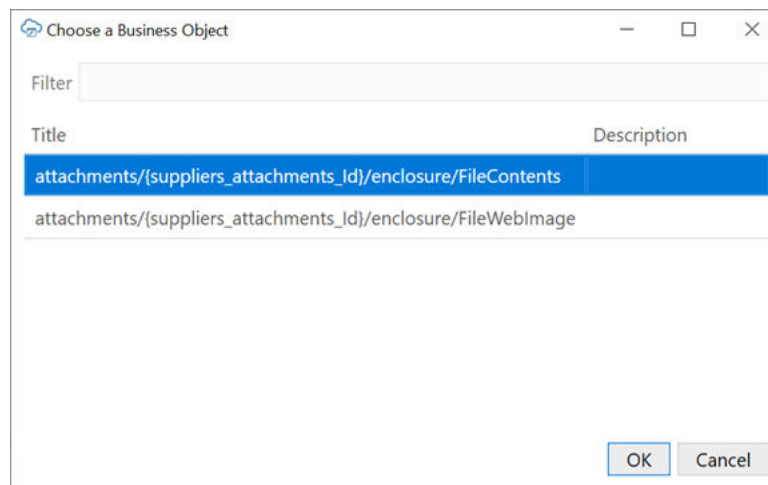 Choose a Business Object
Filter
Title Description
attachments/{suppliers_attachments_Id}/enclosure/FileContents
attachments/{suppliers_attachments_Id}/enclosure/FileWebImage
OK Cancel